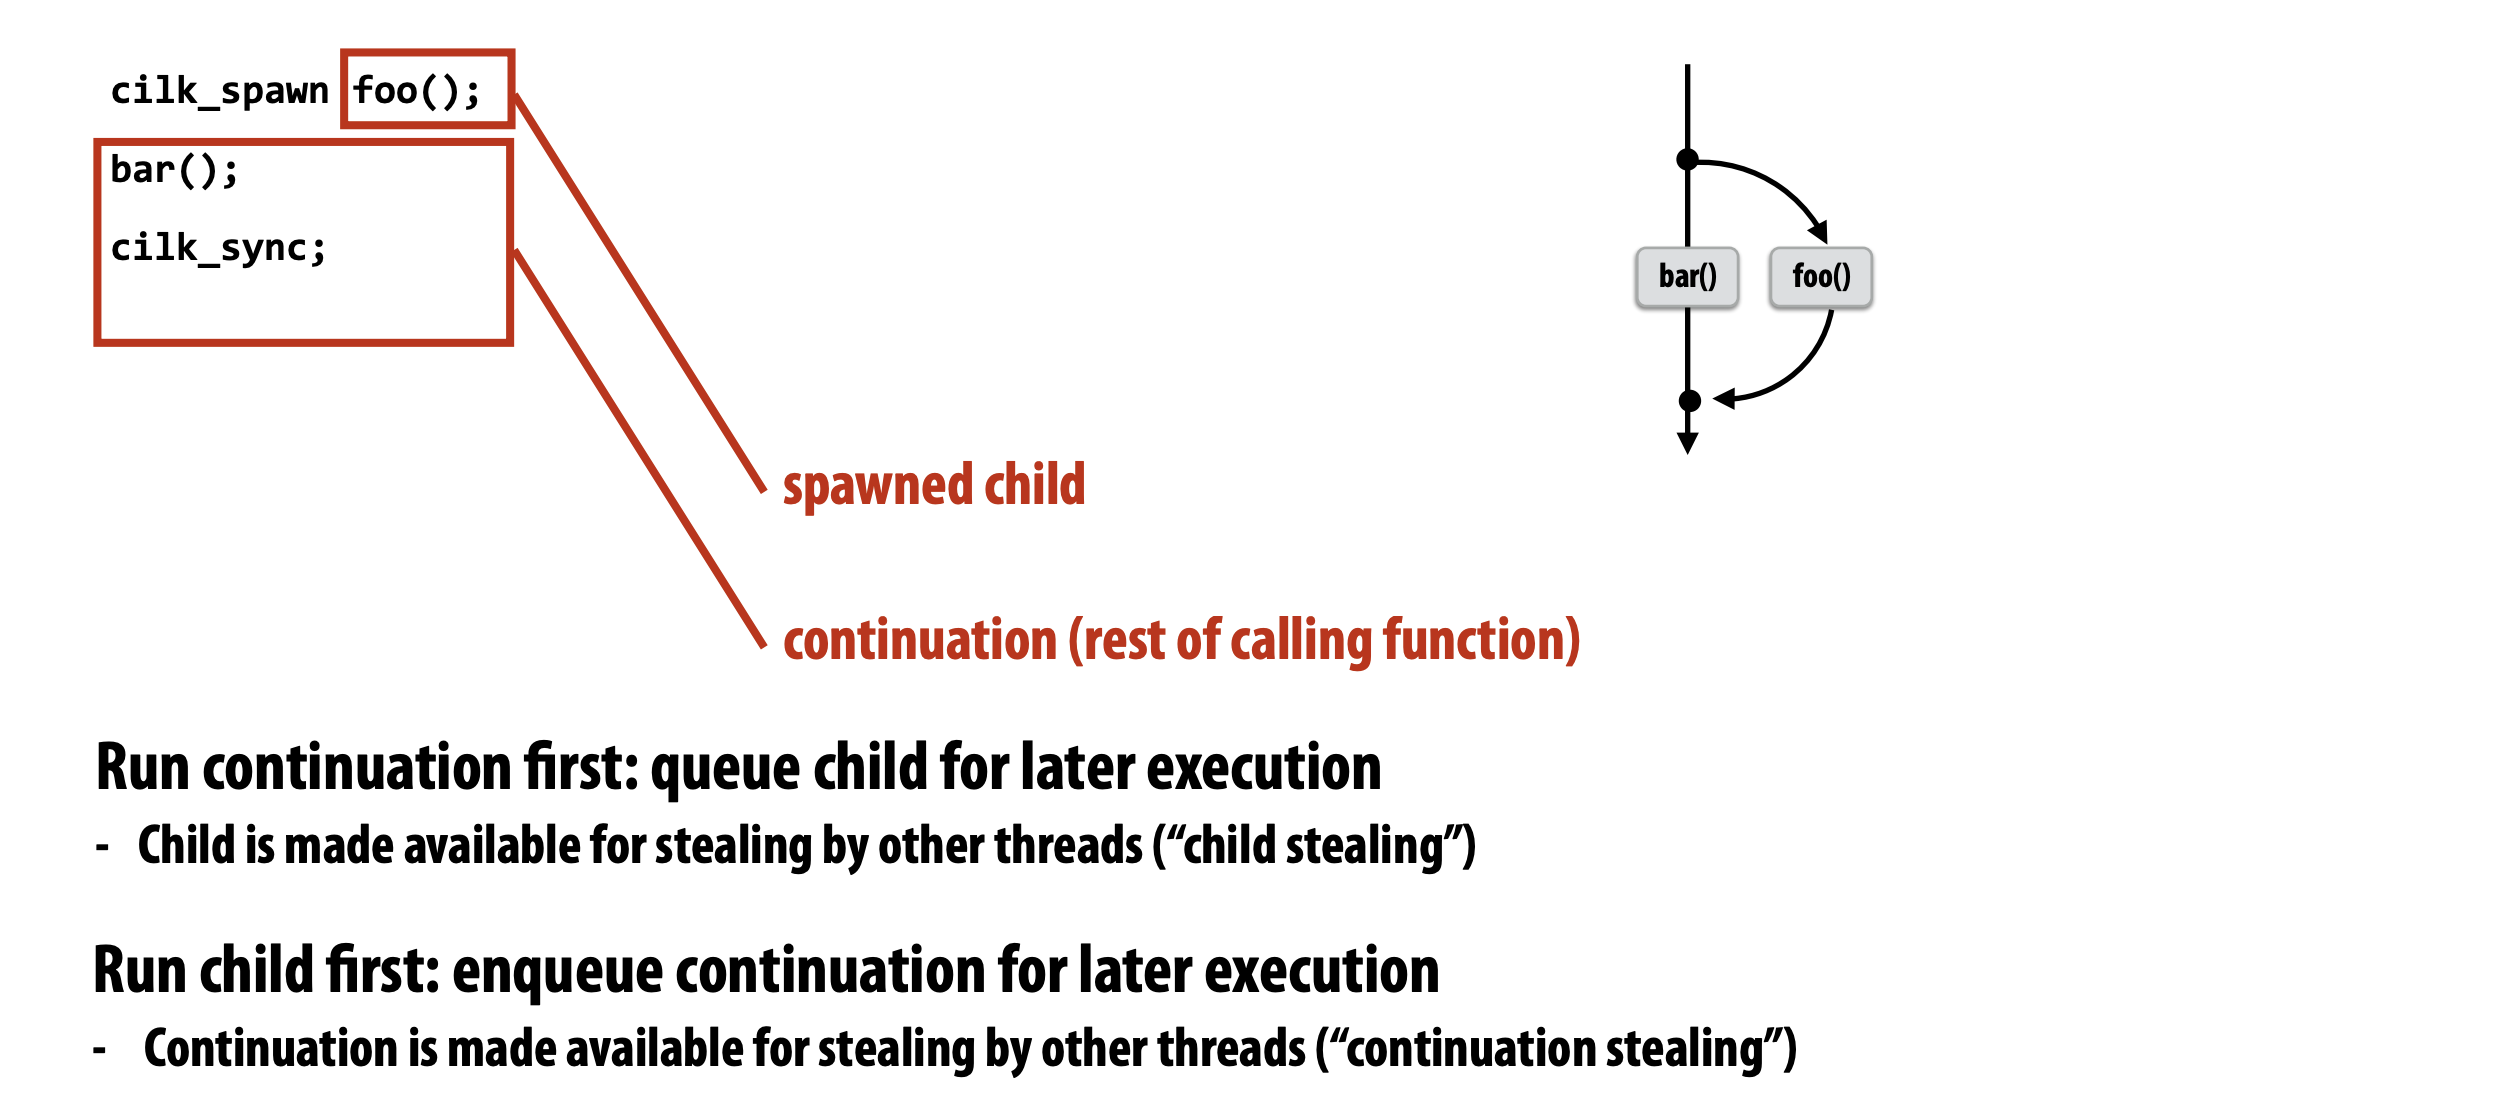 cilk_spawn foo();
bar();
cilk_sync;
bar()
foo()
spawned child
continuation (rest of calling function)
Run continuation first: queue child for later execution
- Child is made available for stealing by other threads (“child stealing”)
Run child first: enqueue continuation for later execution
- Continuation is made available for stealing by other threads (“continuation stealing”)